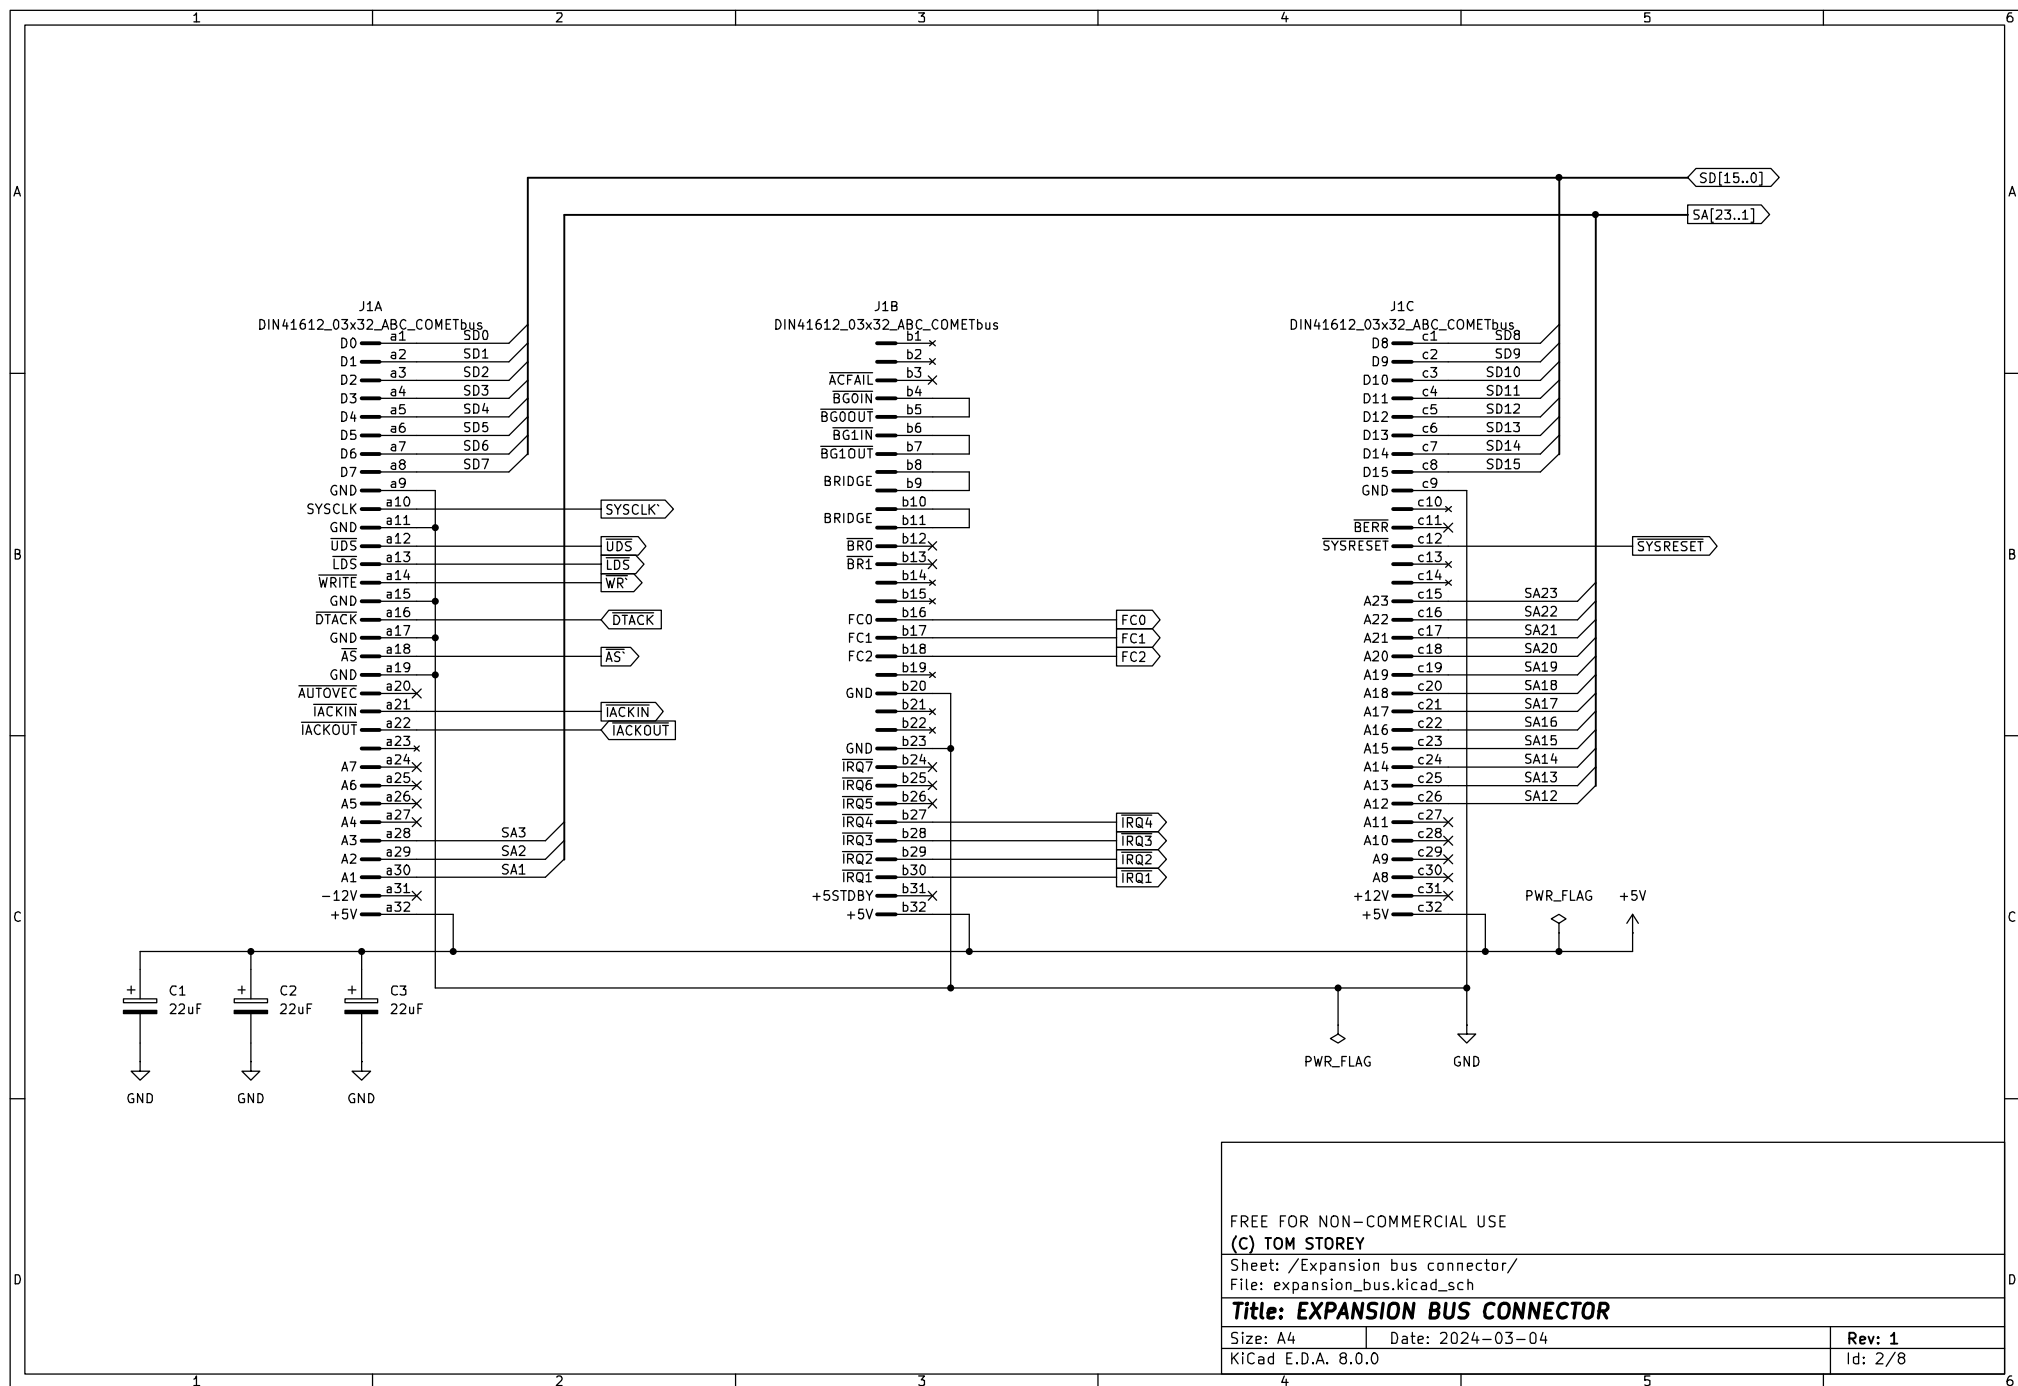 1 2 3 4 5 6
A A
B B
C C
D D
1 2 3 4 5 6
SD[15..0]
SA[23..1]
J1A
DIN41612_03x32_ABC_COMETbus
D0 a1 SD0
D1 a2 SD1
D2 a3 SD2
D3 a4 SD3
D4 a5 SD4
D5 a6 SD5
D6 a7 SD6
D7 a8 SD7
GND a9
SYSCLK a10 SYSCLK`
GND a11
UDS a12 UDS
LDS a13 LDS
WRITE a14 WR`
GND a15
DTACK a16 DTACK
GND a17
AS a18 AS`
GND a19
AUTOVEC a20
IACKIN a21 IACKIN
IACKOUT a22 IACKOUT
a23
A7 a24
A6 a25
A5 a26
A4 a27
A3 a28 SA3
A2 a29 SA2
A1 a30 SA1
-12V a31
+5V a32
J1B
DIN41612_03x32_ABC_COMETbus
b1
b2
ACFAIL b3
BG0IN b4
BG0OUT b5
BG1IN b6
BG1OUT b7
b8
BRIDGE
b9
b10
BRIDGE
b11
BR0 b12
BR1 b13
b14
b15
FC0 b16 FC0
FC1 b17 FC1
FC2 b18 FC2
b19
GND b20
b21
b22
GND b23
IRQ7 b24
IRQ6 b25
IRQ5 b26
IRQ4 b27 IRQ4
IRQ3 b28 IRQ3
IRQ2 b29 IRQ2
IRQ1 b30 IRQ1
+5STDBY b31
+5V b32
J1C
DIN41612_03x32_ABC_COMETbus
D8 c1 SD8
D9 c2 SD9
D10 c3 SD10
D11 c4 SD11
D12 c5 SD12
D13 c6 SD13
D14 c7 SD14
D15 c8 SD15
GND c9
c10
BERR c11
SYSRESET c12 SYSRESET
c13
c14
A23 c15 SA23
A22 c16 SA22
A21 c17 SA21
A20 c18 SA20
A19 c19 SA19
A18 c20 SA18
A17 c21 SA17
A16 c22 SA16
A15 c23 SA15
A14 c24 SA14
A13 c25 SA13
A12 c26 SA12
A11 c27
A10 c28
A9 c29
A8 c30
+12V c31
+5V c32
PWR_FLAG +5V
+ C1 + C2 + C3
22uF 22uF 22uF
GND GND GND
PWR_FLAG GND
FREE FOR NON-COMMERCIAL USE
(C) TOM STOREY
Sheet: /Expansion bus connector/
File: expansion_bus.kicad_sch
Title: EXPANSION BUS CONNECTOR
Size: A4 Date: 2024-03-04 Rev: 1
KiCad E.D.A. 8.0.0 Id: 2/8